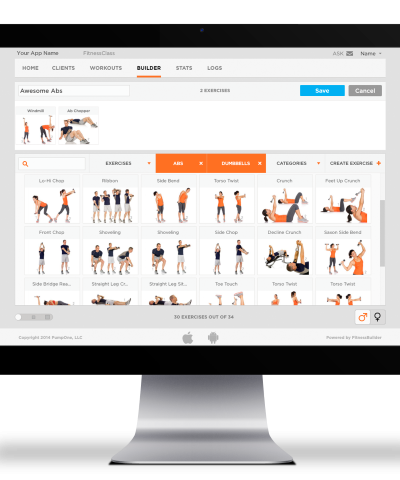 Your App Name FitnessClass ASK Name
HOME CLIENTS WORKOUTS BUILDER STATS LOGS
Awesome Abs 2 EXERCISES Save Cancel
Windmill Ab Chopper
EXERCISES ABS × DUMBBELLS × CATEGORIES CREATE EXERCISE +
Lo-Hi Chop Ribbon Side Bend Torso Twist Crunch Feet Up Crunch
Front Chop Shoveling Shoveling Side Chop Decline Crunch Saxon Side Bend
Side Bridge Rea... Straight Leg Cr... Straight Leg Sit... Toe Touch Torso Twist Torso Twist
30 EXERCISES OUT OF 34
Copyright 2014 PumpOne, LLC Powered by FitnessBuilder